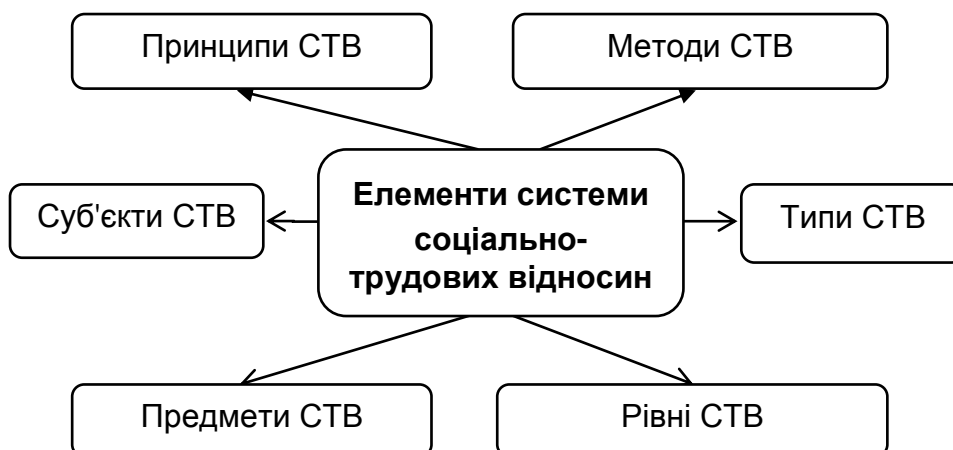 Принципи СТВ
Методи СТВ
Елементи системи
соціально-
трудових відносин
Суб'єкти СТВ
Типи СТВ
Предмети СТВ
Рівні СТВ